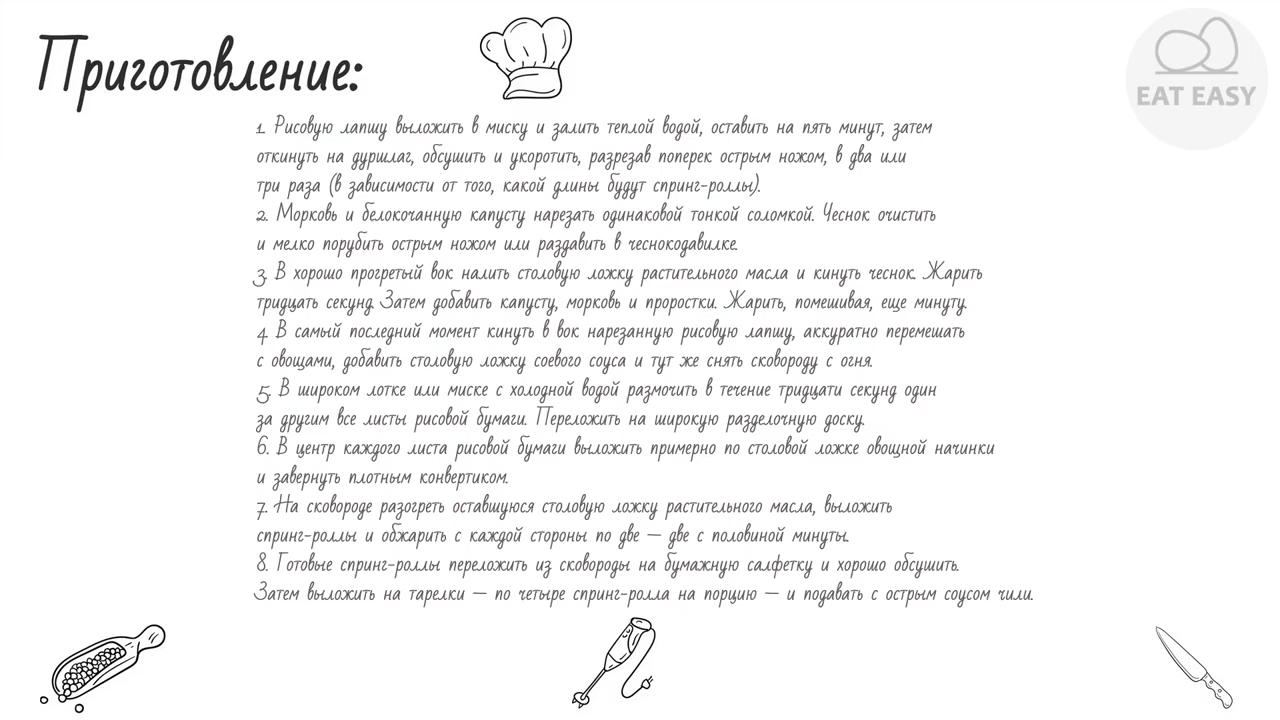 Приготовление:
EAT EASY
1. Рисовую лапшу выложить в миску и залить теплой водой, оставить на пять минут, затем
откинуть на дуршлаг, обсушить и укоротить, разрезав поперек острым ножом, в два или
три раза (в зависимости от того, какой длины будут спринг-роллы).
2. Морковь и белокочанную капусту нарезать одинаковой тонкой соломкой. Чеснок очистить
и мелко порубить острым ножом или раздавить в чеснокодавилке.
3. В хорошо прогретый вок налить столовую ложку растительного масла и кинуть чеснок. Жарить
тридцать секунд. Затем добавить капусту, морковь и проростки. Жарить, помешивая, еще минуту.
4. В самый последний момент кинуть в вок нарезанную рисовую лапшу, аккуратно перемешать
с овощами, добавить столовую ложку соевого соуса и тут же снять сковороду с огня.
5. В широком лотке или миске с холодной водой размочить в течение тридцати секунд один
за другим все листы рисовой бумаги. Переложить на широкую разделочную доску.
6. В центр каждого листа рисовой бумаги выложить примерно по столовой ложке овощной начинки
и завернуть плотным конвертиком.
7. На сковороде разогреть оставшуюся столовую ложку растительного масла, выложить
спринг-роллы и обжарить с каждой стороны по две — две с половиной минуты.
8. Готовые спринг-роллы переложить из сковороды на бумажную салфетку и хорошо обсушить.
Затем выложить на тарелки — по четыре спринг-ролла на порцию — и подавать с острым соусом чили.